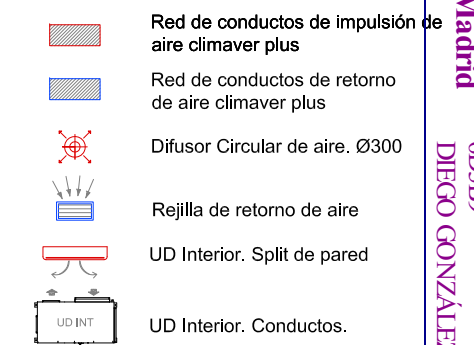 Red de conductos de impulsión de
aire climaver plus
Red de conductos de retorno
de aire climaver plus
Difusor Circular de aire. Ø300
Rejilla de retorno de aire
UD Interior. Split de pared
UD INT
UD Interior. Conductos.
Madrid
DIEGO GONZÁLEZ